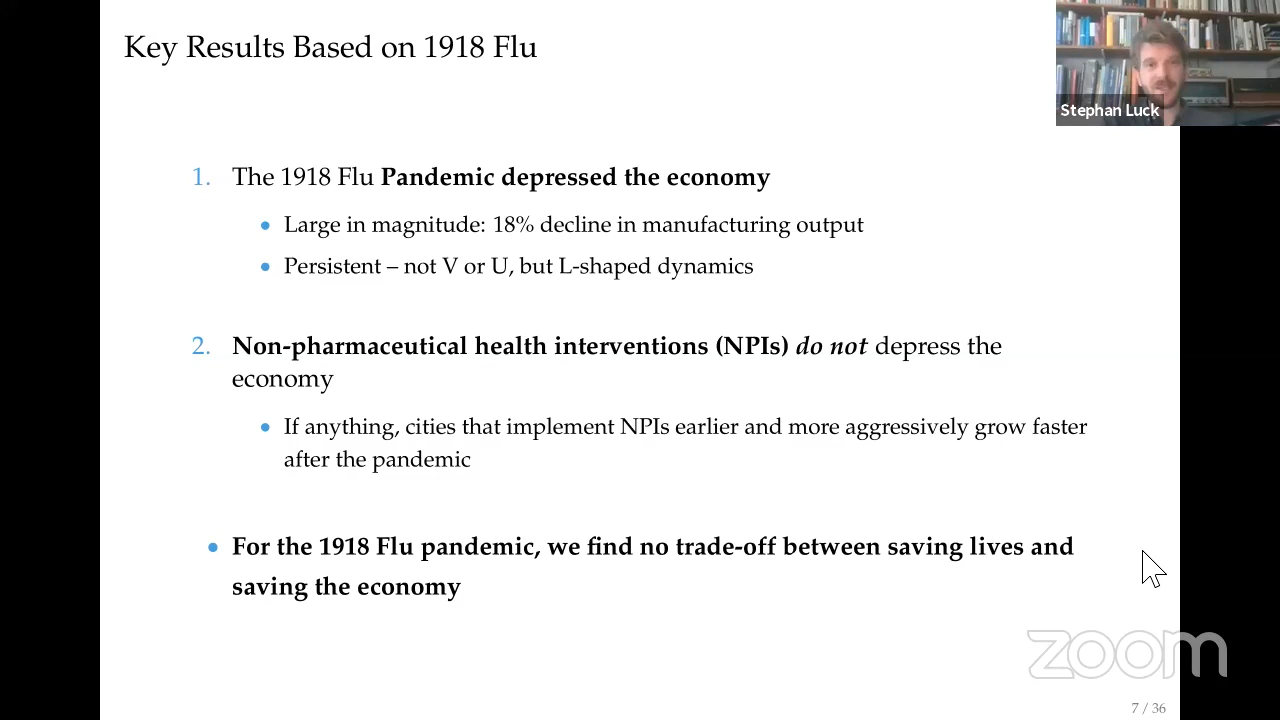 Key Results Based on 1918 Flu
Stephan Luck
1. The 1918 Flu Pandemic depressed the economy
• Large in magnitude: 18% decline in manufacturing output
• Persistent – not V or U, but L-shaped dynamics
2. Non-pharmaceutical health interventions (NPIs) do not depress the
economy
• If anything, cities that implement NPIs earlier and more aggressively grow faster
after the pandemic
• For the 1918 Flu pandemic, we find no trade-off between saving lives and
saving the economy
zoom
7 / 36